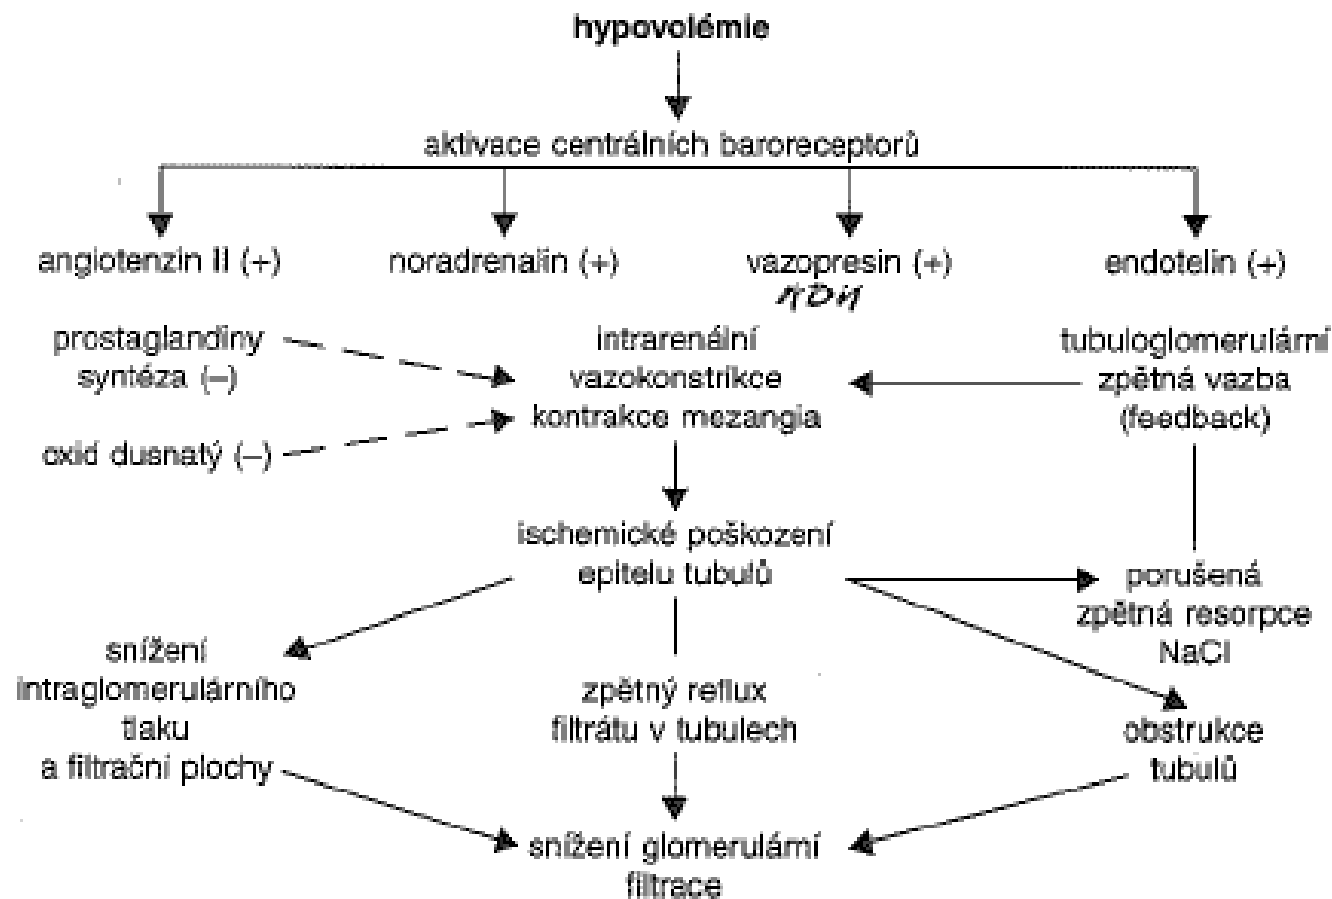 hypovolémie
aktivace centrálních baroreceptorů
angiotenzin II (+)
noradrenalin (+)
vazopresin (+)
endotelin (+)
ADH
prostaglandiny
syntéza (–)
oxid dusnatý (–)
intrarenální
vazokonstrikce
kontrakce mezangia
tubuloglomerulární
zpětná vazba
(feedback)
ischemické poškození
epitelu tubulů
porušená
zpětná resorpce
NaCl
snížení
intraglomerulárního
tlaku
a filtrační plochy
zpětný reflux
filtrátu v tubulech
obstrukce
tubulů
snížení glomerulární
filtrace